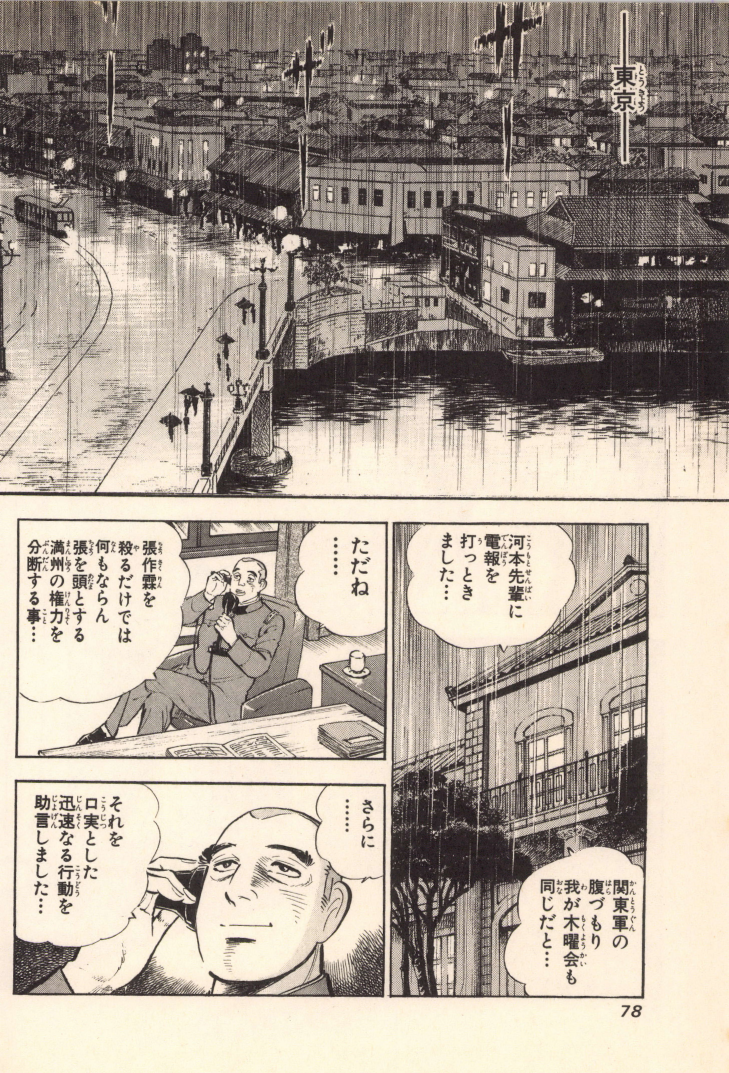 ―東京―
ザ
ザ
ザ
河本先輩に
電報を
打っとき
ました…
関東軍の
腹づもり
我が木曜会も
同じだと…
ただね
……
張作霖を
殺るだけでは
何もならん
張を頭とする
満州の権力を
分断する事…
さらに
……
それを
口実とした
迅速なる行動を
助言しました…
78